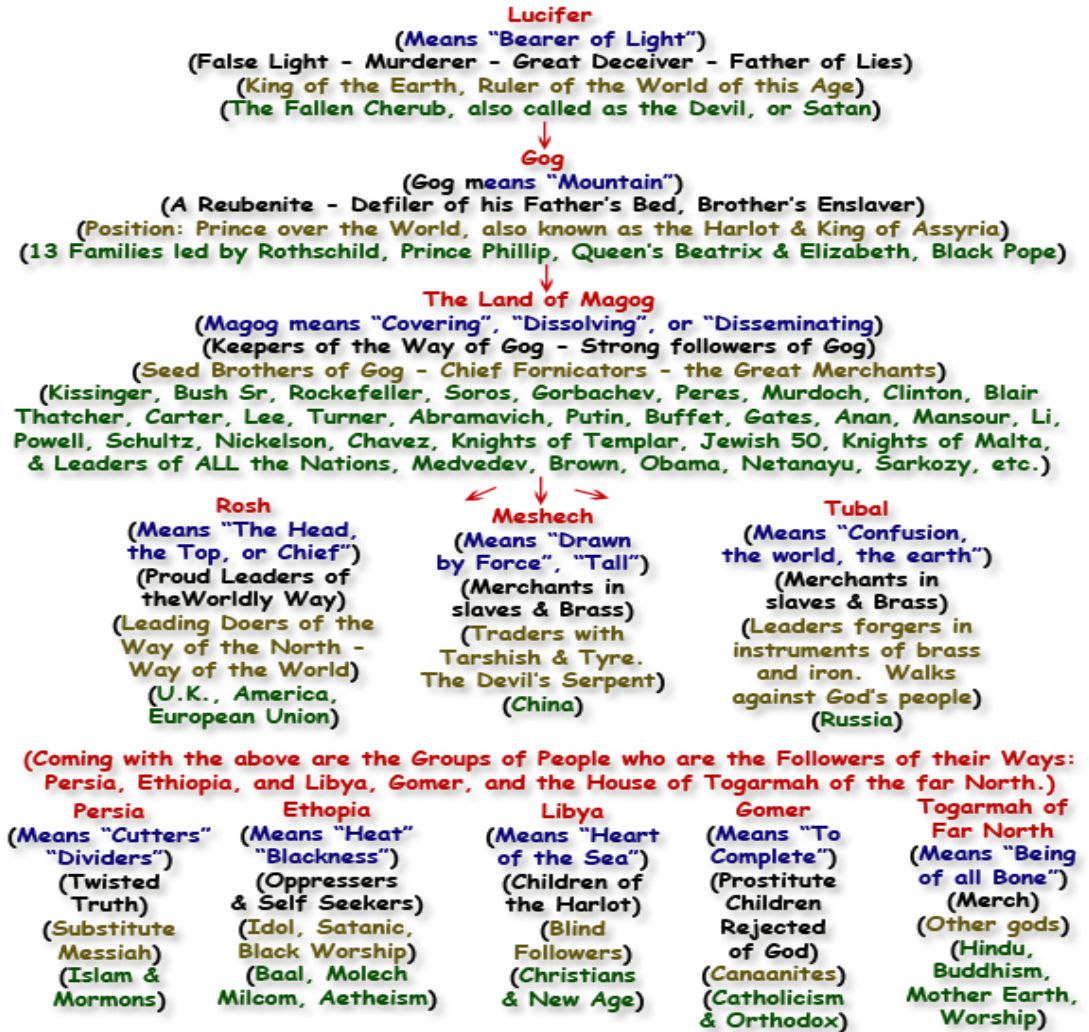 Lucifer
(Means “Bearer of Light”)
(False Light - Murderer - Great Deceiver - Father of Lies)
(King of the Earth, Ruler of the World of this Age)
(The Fallen Cherub, also called as the Devil, or Satan)
Gog
(Gog means “Mountain”)
(A Reubenite - Defiler of his Father’s Bed, Brother’s Enslaver)
(Position: Prince over the World, also known as the Harlot & King of Assyria)
(13 Families led by Rothschild, Prince Phillip, Queen’s Beatrix & Elizabeth, Black Pope)
The Land of Magog
(Magog means “Covering”, “Dissolving”, or “Disseminating)
(Keepers of the Way of Gog - Strong followers of Gog)
(Seed Brothers of Gog - Chief Fornicators - the Great Merchants)
(Kissinger, Bush Sr, Rockefeller, Soros, Gorbachev, Peres, Murdoch, Clinton, Blair
Thatcher, Carter, Lee, Turner, Abramavich, Putin, Buffet, Gates, Anan, Mansour, Li,
Powell, Schultz, Nickelson, Chavez, Knights of Templar, Jewish 50, Knights of Malta,
& Leaders of ALL the Nations, Medvedev, Brown, Obama, Netanayu, Sarkozy, etc.)
Rosh
(Means “The Head,
the Top, or Chief”)
(Proud Leaders of
theWorldly Way)
(Leading Doers of the
Way of the North -
Way of the World)
(U.K., America,
European Union)
Meshech
(Means “Drawn
by Force”, “Tall”)
(Merchants in
slaves & Brass)
(Traders with
Tarshish & Tyre.
The Devil’s Serpent)
(China)
Tubal
(Means “Confusion,
the world, the earth”)
(Merchants in
slaves & Brass)
(Leaders forgers in
instruments of brass
and iron. Walks
against God’s people)
(Russia)
(Coming with the above are the Groups of People who are the Followers of their Ways:
Persia, Ethiopia, and Libya, Gomer, and the House of Togarmah of the far North.)
Persia
(Means “Cutters”
“Dividers”)
(Twisted
Truth)
(Substitute
Messiah)
(Islam &
Mormons)
Ethopia
(Means “Heat”
“Blackness”)
(Oppressers
& Self Seekers)
(Idol, Satanic,
Black Worship)
(Baal, Molech
Milcom, Aetheism)
Libya
(Means “Heart
of the Sea”)
(Children of
the Harlot)
(Blind
Followers)
(Christians
& New Age)
Gomer
(Means “To
Complete”)
(Prostitute
Children
Rejected
of God)
(Canaanites)
(Catholicism
& Orthodox)
Togarmah of
Far North
(Means “Being
of all Bone”)
(Merch)
(Other gods)
(Hindu,
Buddhism,
Mother Earth,
Worship)